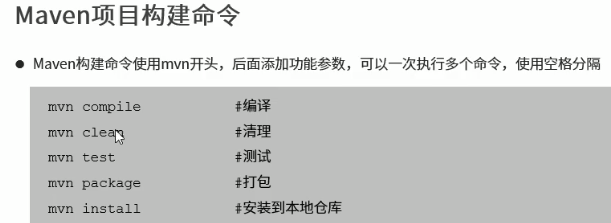 Maven项目构建命令
● Maven构建命令使用mvn开头，后面添加功能参数，可以一次执行多个命令，使用空格分隔
mvn compile #编译
mvn clean #清理
mvn test #测试
mvn package #打包
mvn install #安装到本地仓库